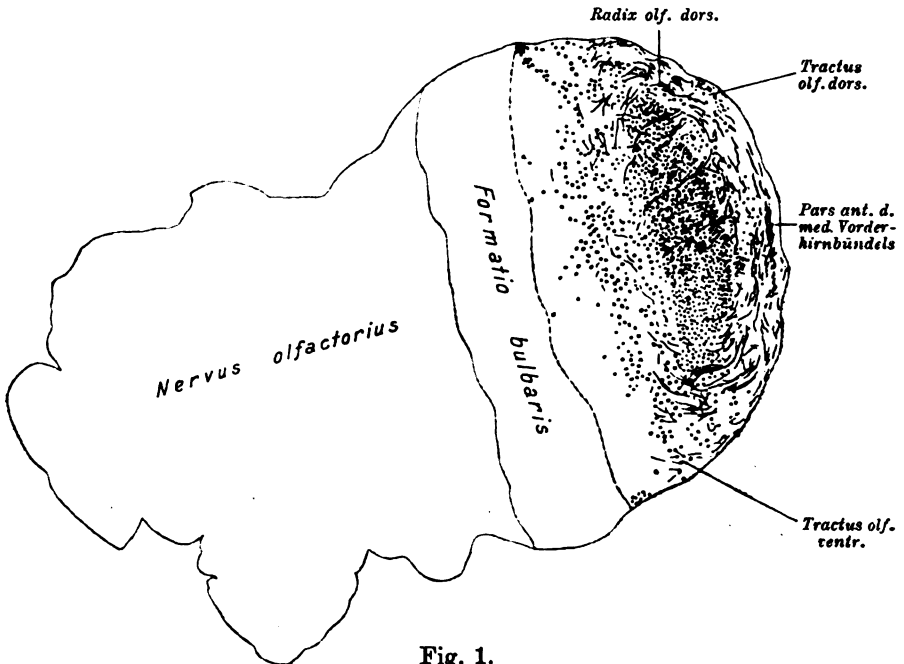 Radix olf. dors.
Tractus
olf. dors.
Pars ant. d.
med. Vorder-
hirnbündels
Formatio bulbaris
Nervus olfactorius
Tractus olf.
ventr.
Fig. 1.